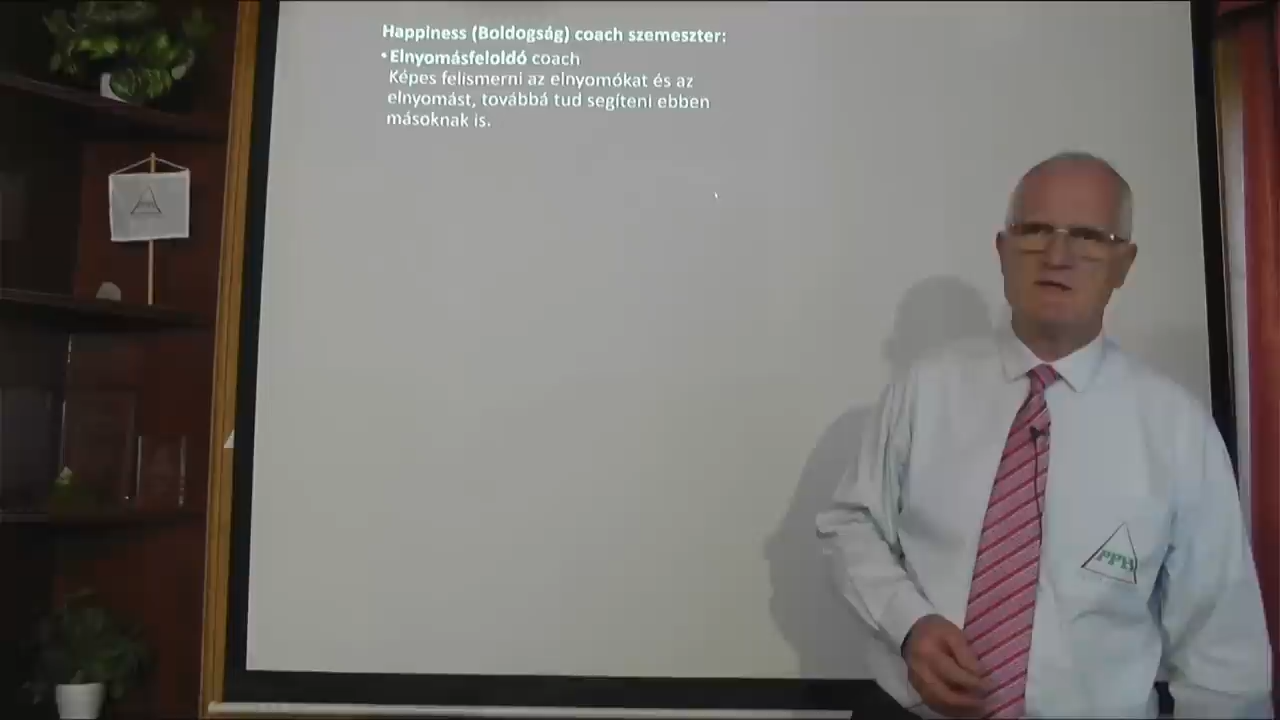 Happiness (Boldogság) coach szemeszter:
• Elnyomásfeloldó coach
Képes felismerni az elnyomókat és az
elnyomást, továbbá tud segíteni ebben
másoknak is.
PPH